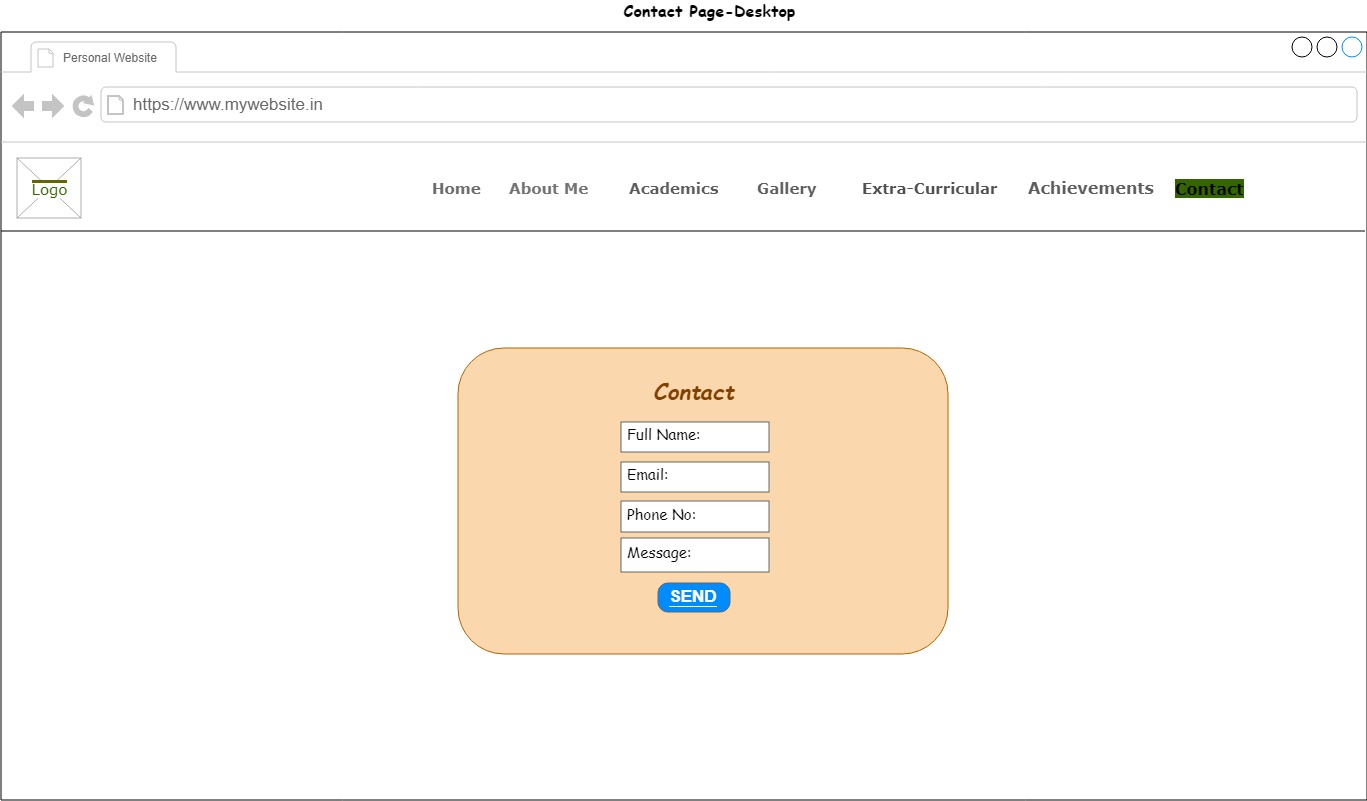 Contact Page-Desktop
Personal Website
https://www.mywebsite.in
Logo
Home About Me Academics Gallery Extra-Curricular Achievements Contact
Contact
Full Name:
Email:
Phone No:
Message:
SEND